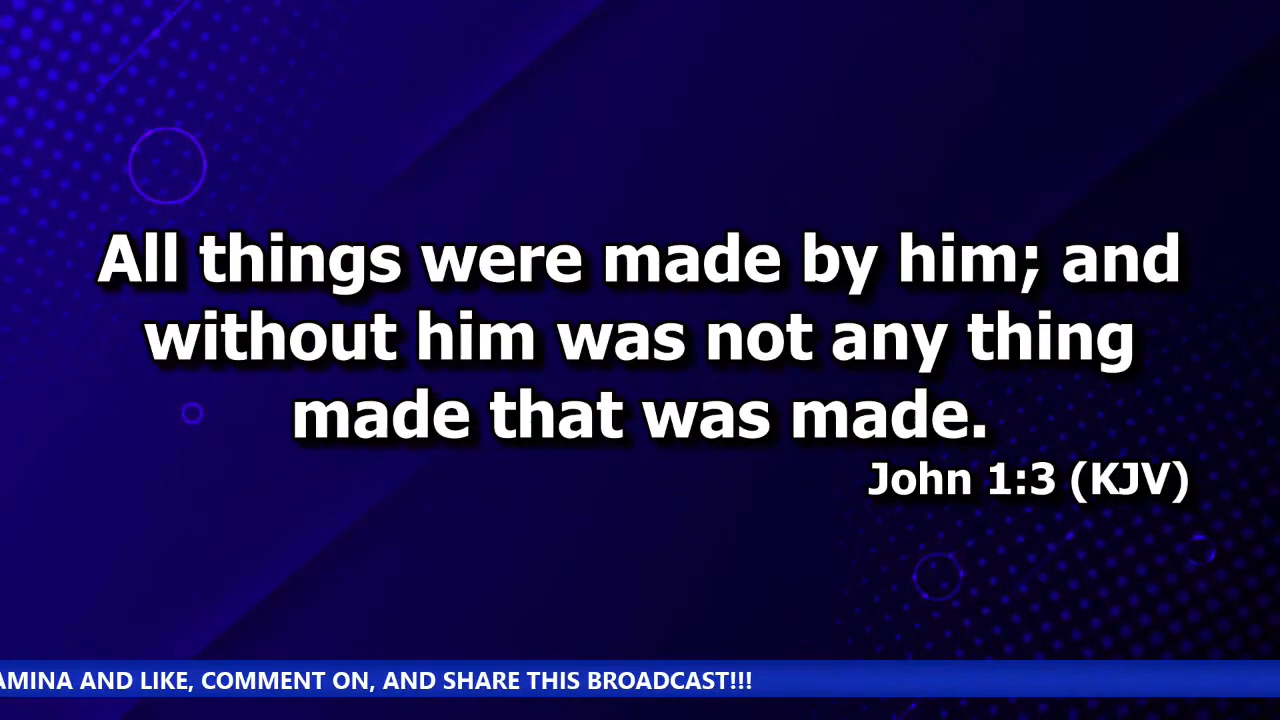 All things were made by him; and
without him was not any thing
made that was made.
John 1:3 (KJV)
AMINA AND LIKE, COMMENT ON, AND SHARE THIS BROADCAST!!!